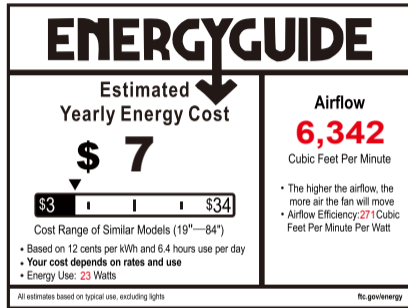 ENERGYGUIDE
Estimated
Yearly Energy Cost
$ 7
$3 $34
Cost Range of Similar Models (19"—84")
• Based on 12 cents per kWh and 6.4 hours use per day
• Your cost depends on rates and use
• Energy Use: 23 Watts
Airflow
6,342
Cubic Feet Per Minute
• The higher the airflow, the
more air the fan will move
• Airflow Efficiency:271Cubic
Feet Per Minute Per Watt
All estimates based on typical use, excluding lights
ftc.gov/energy